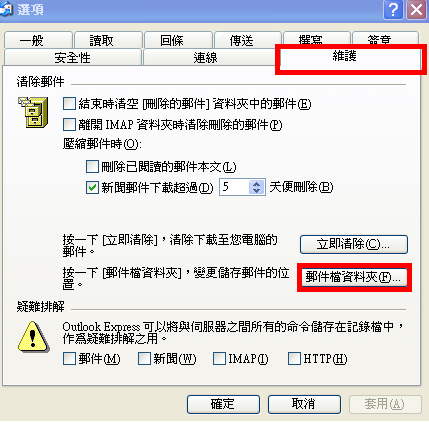 選項
一般 讀取 回條 傳送 撰寫 簽章
安全性 連線 維護
清除郵件
結束時清空 [刪除的郵件] 資料夾中的郵件(E)
離開 IMAP 資料夾時清除刪除的郵件(P)
壓縮郵件時(O):
刪除已閱讀的郵件本文(L)
新聞郵件下載超過(D) 5 天便刪除(B)
按一下 [立即清除]，清除下載至您電腦的
郵件。
立即清除(C)...
按一下 [郵件檔資料夾]，變更儲存郵件的位
置。
郵件檔資料夾(F)...
疑難排解
Outlook Express 可以將與伺服器之間所有的命令儲存在記錄檔中，
作為疑難排解之用。
郵件(M) 新聞(W) IMAP(I) HTTP(H)
確定 取消 套用(A)